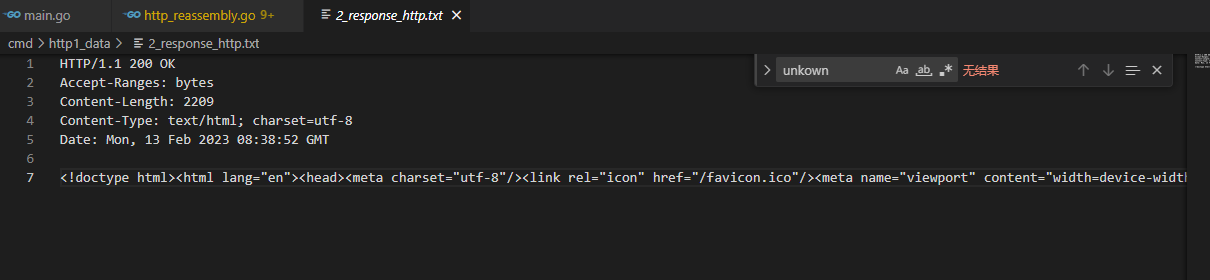 GO main.go
GO http_reassembly.go 9+
2_response_http.txt
cmd > http1_data > 2_response_http.txt
unkown
Aa
ab
.*
无结果
1 HTTP/1.1 200 OK
2 Accept-Ranges: bytes
3 Content-Length: 2209
4 Content-Type: text/html; charset=utf-8
5 Date: Mon, 13 Feb 2023 08:38:52 GMT
6
7 <!doctype html><html lang="en"><head><meta charset="utf-8"/><link rel="icon" href="/favicon.ico"/><meta name="viewport" content="width=device-width